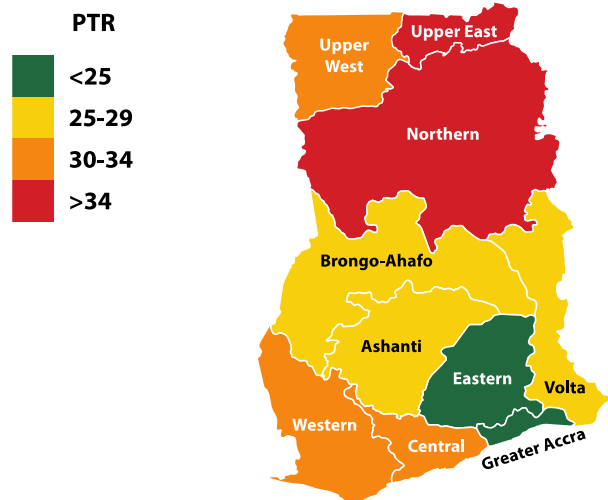 PTR
<25
25-29
30-34
>34
Upper East
Upper
West
Northern
Brongo-Ahafo
Ashanti
Eastern
Volta
Western
Central
Greater Accra